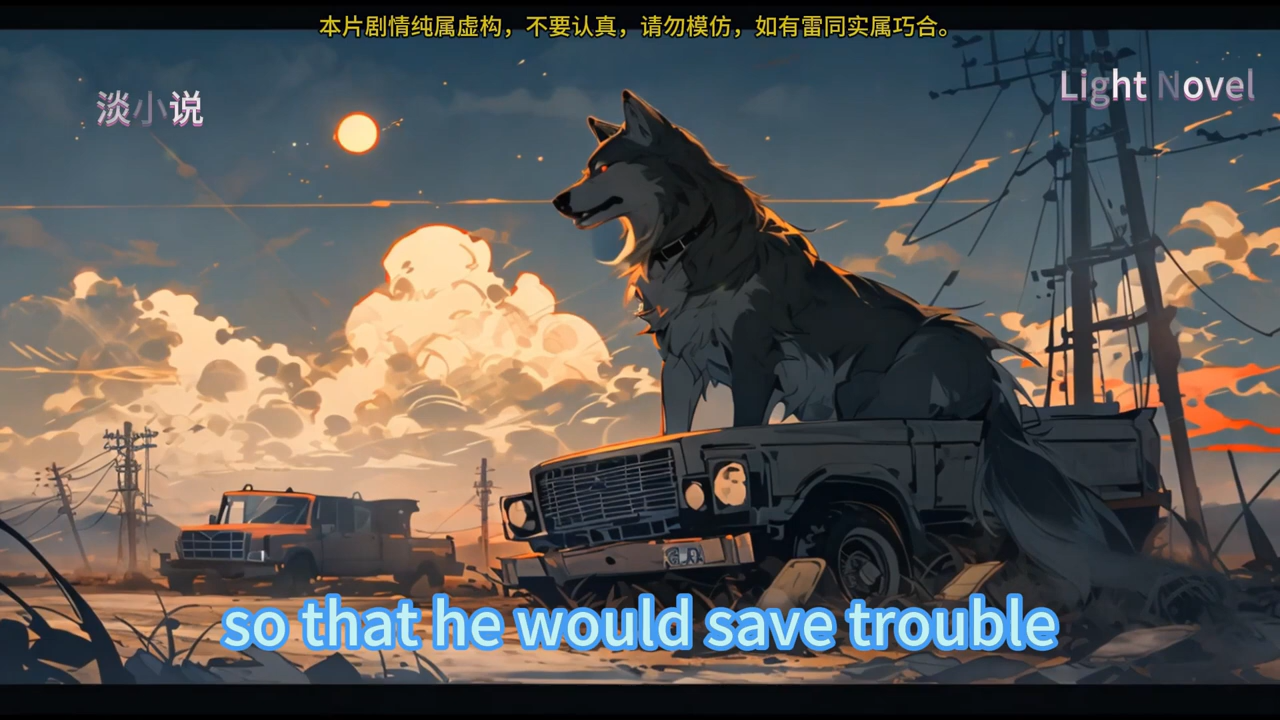 本片剧情纯属虚构，不要认真，请勿模仿，如有雷同实属巧合。
淡小说
Light Novel
so that he would save trouble